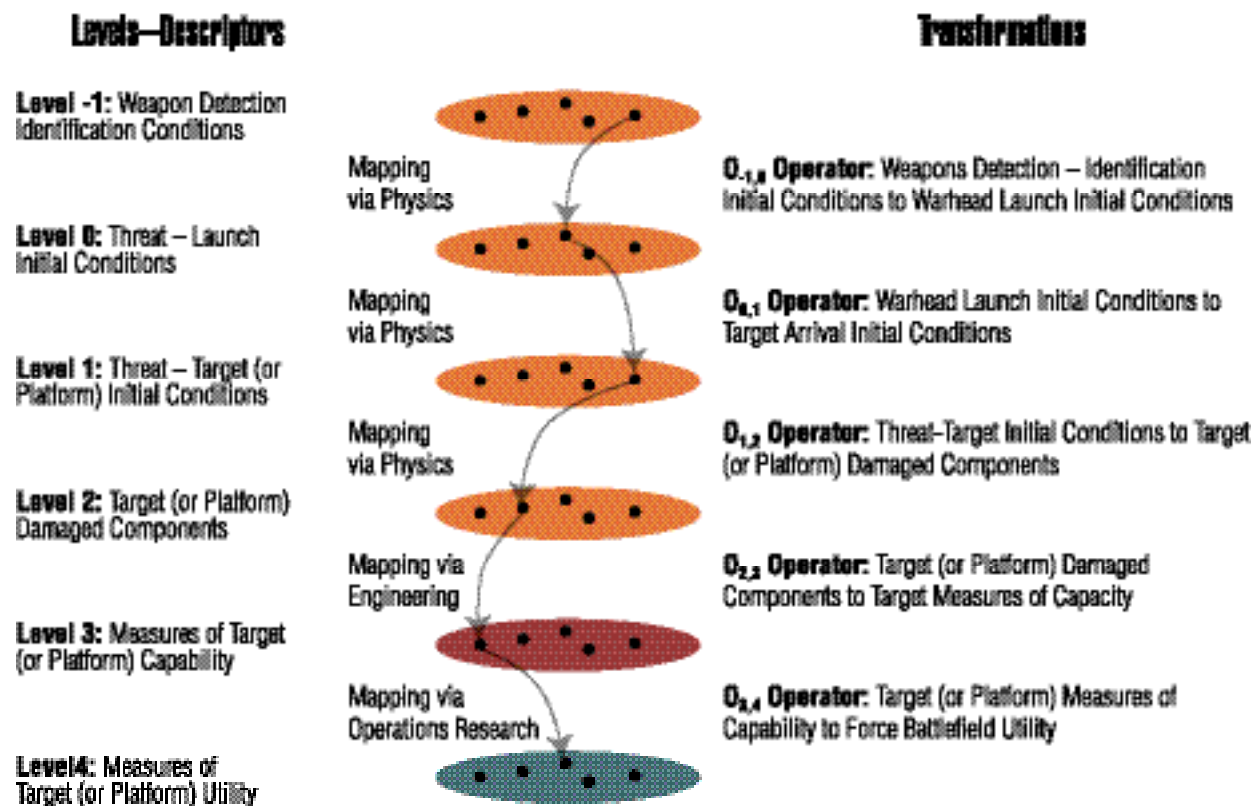 Levels–Descriptors
Transformations
Level -1: Weapon Detection
Identification Conditions
Mapping
via Physics
O-1,0 Operator: Weapons Detection – Identification
Initial Conditions to Warhead Launch Initial Conditions
Level 0: Threat – Launch
Initial Conditions
Mapping
via Physics
O0,1 Operator: Warhead Launch Initial Conditions to
Target Arrival Initial Conditions
Level 1: Threat – Target (or
Platform) Initial Conditions
Mapping
via Physics
O1,2 Operator: Threat–Target Initial Conditions to Target
(or Platform) Damaged Components
Level 2: Target (or Platform)
Damaged Components
Mapping via
Engineering
O2,3 Operator: Target (or Platform) Damaged
Components to Target Measures of Capacity
Level 3: Measures of Target
(or Platform) Capability
Mapping via
Operations Research
O3,4 Operator: Target (or Platform) Measures of
Capability to Force Battlefield Utility
Level4: Measures of
Target (or Platform) Utility